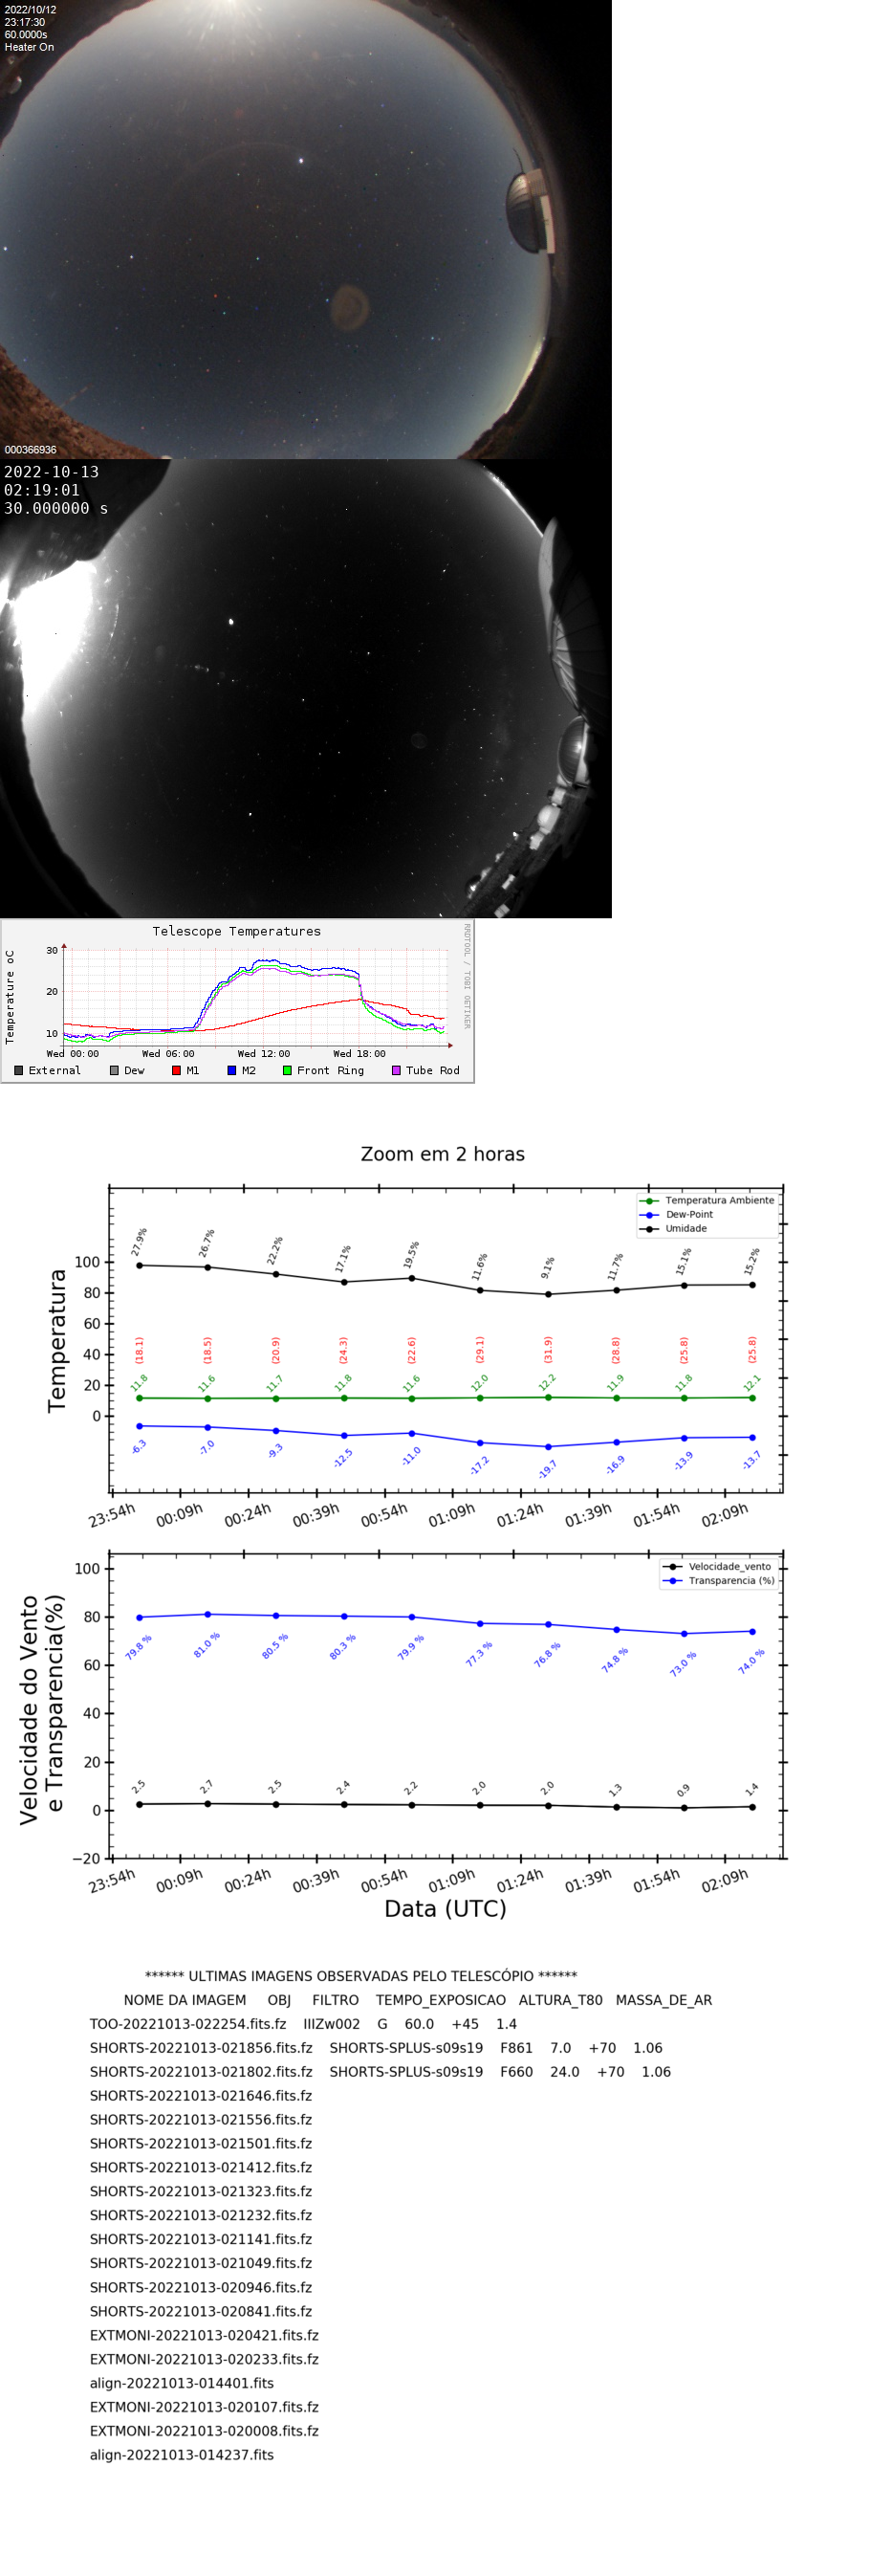 2022/10/12
23:17:30
60.0000s
Heater On
000366936
2022-10-13
02:19:01
30.000000 s
Telescope Temperatures
RRDTOOL / TOBI OETIKER
Temperature oC
30
20
10
Wed 00:00 Wed 06:00 Wed 12:00 Wed 18:00
External Dew M1 M2 Front Ring Tube Rod
Zoom em 2 horas
Temperatura Ambiente
Dew-Point
Umidade
Temperatura
100
80
60
40
20
0
27.9% 26.7% 22.2% 17.1% 19.5% 11.6% 9.1% 11.7% 15.1% 15.2%
(18.1) (18.5) (20.9) (24.3) (22.6) (29.1) (31.9) (28.8) (25.8) (25.8)
11.8 11.6 11.7 11.8 11.6 12.0 12.2 11.9 11.8 12.1
-6.3 -7.0 -9.3 -12.5 -11.0 -17.2 -19.7 -16.9 -13.9 -13.7
23:54h 00:09h 00:24h 00:39h 00:54h 01:09h 01:24h 01:39h 01:54h 02:09h
Velocidade_vento
Transparencia (%)
Velocidade do Vento
e Transparencia(%)
100
80
60
40
20
0
−20
79.8 % 81.0 % 80.5 % 80.3 % 79.9 % 77.3 % 76.8 % 74.8 % 73.0 % 74.0 %
2.5 2.7 2.5 2.4 2.2 2.0 2.0 1.3 0.9 1.4
23:54h 00:09h 00:24h 00:39h 00:54h 01:09h 01:24h 01:39h 01:54h 02:09h
Data (UTC)
****** ULTIMAS IMAGENS OBSERVADAS PELO TELESCÓPIO ******
NOME DA IMAGEM OBJ FILTRO TEMPO_EXPOSICAO ALTURA_T80 MASSA_DE_AR
TOO-20221013-022254.fits.fz IIIZw002 G 60.0 +45 1.4
SHORTS-20221013-021856.fits.fz SHORTS-SPLUS-s09s19 F861 7.0 +70 1.06
SHORTS-20221013-021802.fits.fz SHORTS-SPLUS-s09s19 F660 24.0 +70 1.06
SHORTS-20221013-021646.fits.fz
SHORTS-20221013-021556.fits.fz
SHORTS-20221013-021501.fits.fz
SHORTS-20221013-021412.fits.fz
SHORTS-20221013-021323.fits.fz
SHORTS-20221013-021232.fits.fz
SHORTS-20221013-021141.fits.fz
SHORTS-20221013-021049.fits.fz
SHORTS-20221013-020946.fits.fz
SHORTS-20221013-020841.fits.fz
EXTMONI-20221013-020421.fits.fz
EXTMONI-20221013-020233.fits.fz
align-20221013-014401.fits
EXTMONI-20221013-020107.fits.fz
EXTMONI-20221013-020008.fits.fz
align-20221013-014237.fits